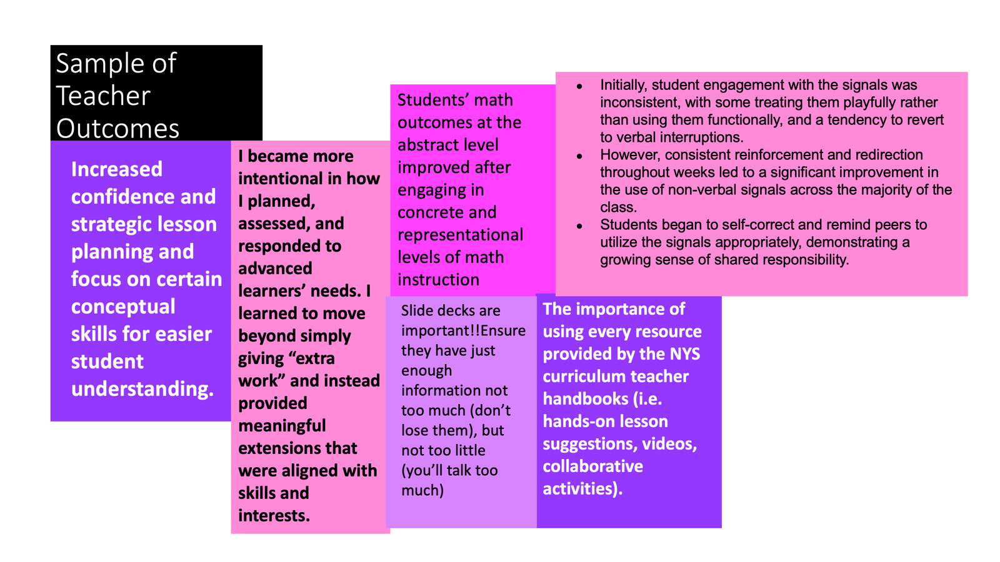 Sample of
Teacher
Outcomes
Increased
confidence and
strategic lesson
planning and
focus on certain
conceptual
skills for easier
student
understanding.
I became more
intentional in how
I planned,
assessed, and
responded to
advanced
learners’ needs. I
learned to move
beyond simply
giving “extra
work” and instead
provided
meaningful
extensions that
were aligned with
skills and
interests.
Students’ math
outcomes at the
abstract level
improved after
engaging in
concrete and
representational
levels of math
instruction
● Initially, student engagement with the signals was
inconsistent, with some treating them playfully rather
than using them functionally, and a tendency to revert
to verbal interruptions.
● However, consistent reinforcement and redirection
throughout weeks led to a significant improvement in
the use of non-verbal signals across the majority of the
class.
● Students began to self-correct and remind peers to
utilize the signals appropriately, demonstrating a
growing sense of shared responsibility.
Slide decks are
important!!Ensure
they have just
enough
information not
too much (don’t
lose them), but
not too little
(you’ll talk too
much)
The importance of
using every resource
provided by the NYS
curriculum teacher
handbooks (i.e.
hands-on lesson
suggestions, videos,
collaborative
activities).